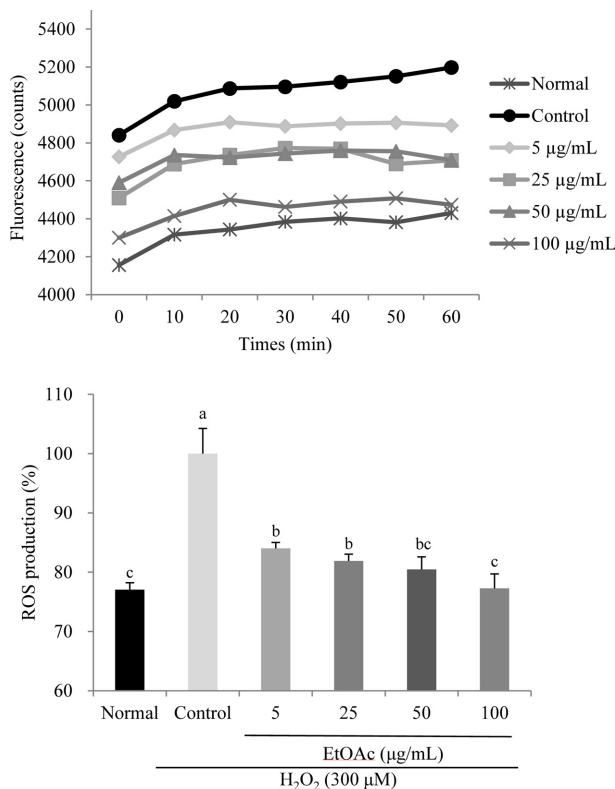 5400
5200
5000
4800
4600
4400
4200
4000
Fluorescence (counts)
0 10 20 30 40 50 60
Times (min)
Normal
Control
5 µg/mL
25 µg/mL
50 µg/mL
100 µg/mL
110
100
90
80
70
60
ROS production (%)
c a b b bc c
Normal Control 5 25 50 100
EtOAc (µg/mL)
H₂O₂ (300 µM)